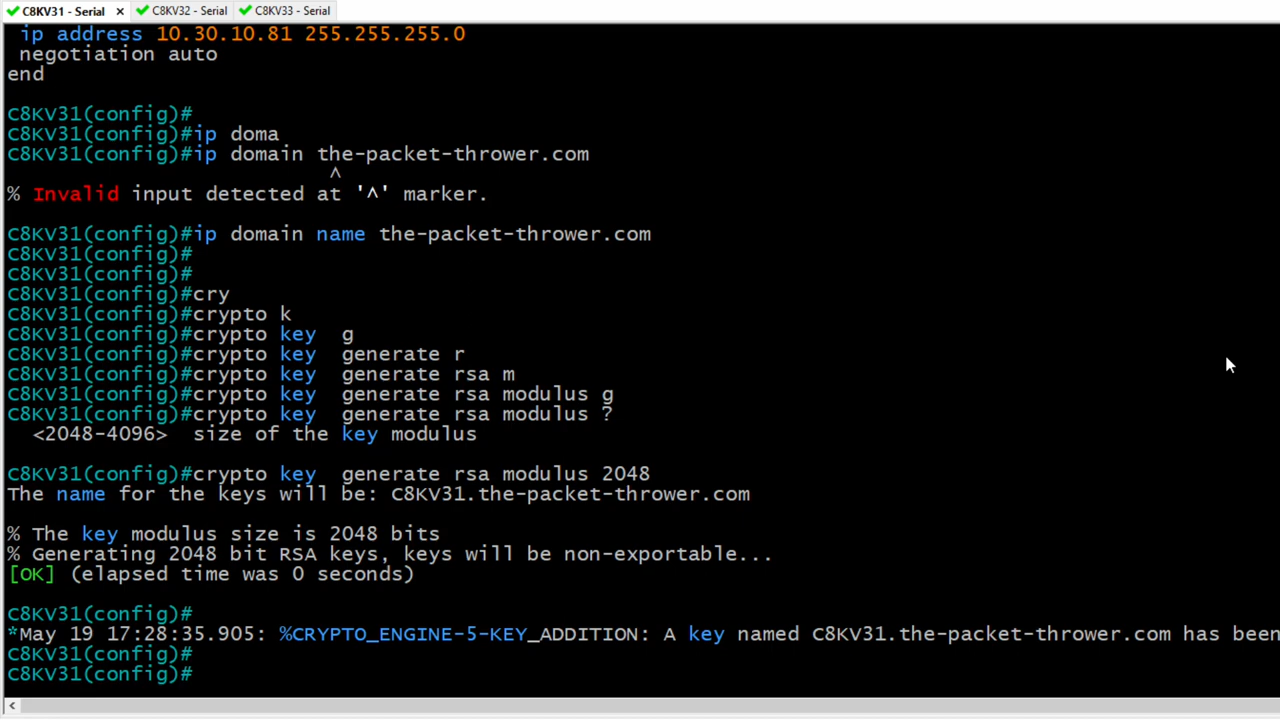 C8KV31 - Serial × C8KV32 - Serial C8KV33 - Serial
ip address 10.30.10.81 255.255.255.0
negotiation auto
end
C8KV31(config)#
C8KV31(config)#ip doma
C8KV31(config)#ip domain the-packet-thrower.com
^
% Invalid input detected at '^' marker.
C8KV31(config)#ip domain name the-packet-thrower.com
C8KV31(config)#
C8KV31(config)#
C8KV31(config)#cry
C8KV31(config)#crypto k
C8KV31(config)#crypto key  g
C8KV31(config)#crypto key  generate r
C8KV31(config)#crypto key  generate rsa m
C8KV31(config)#crypto key  generate rsa modulus g
C8KV31(config)#crypto key  generate rsa modulus ?
<2048-4096>  size of the key modulus
C8KV31(config)#crypto key  generate rsa modulus 2048
The name for the keys will be: C8KV31.the-packet-thrower.com
% The key modulus size is 2048 bits
% Generating 2048 bit RSA keys, keys will be non-exportable...
[OK] (elapsed time was 0 seconds)
C8KV31(config)#
*May 19 17:28:35.905: %CRYPTO_ENGINE-5-KEY_ADDITION: A key named C8KV31.the-packet-thrower.com has been
C8KV31(config)#
C8KV31(config)#